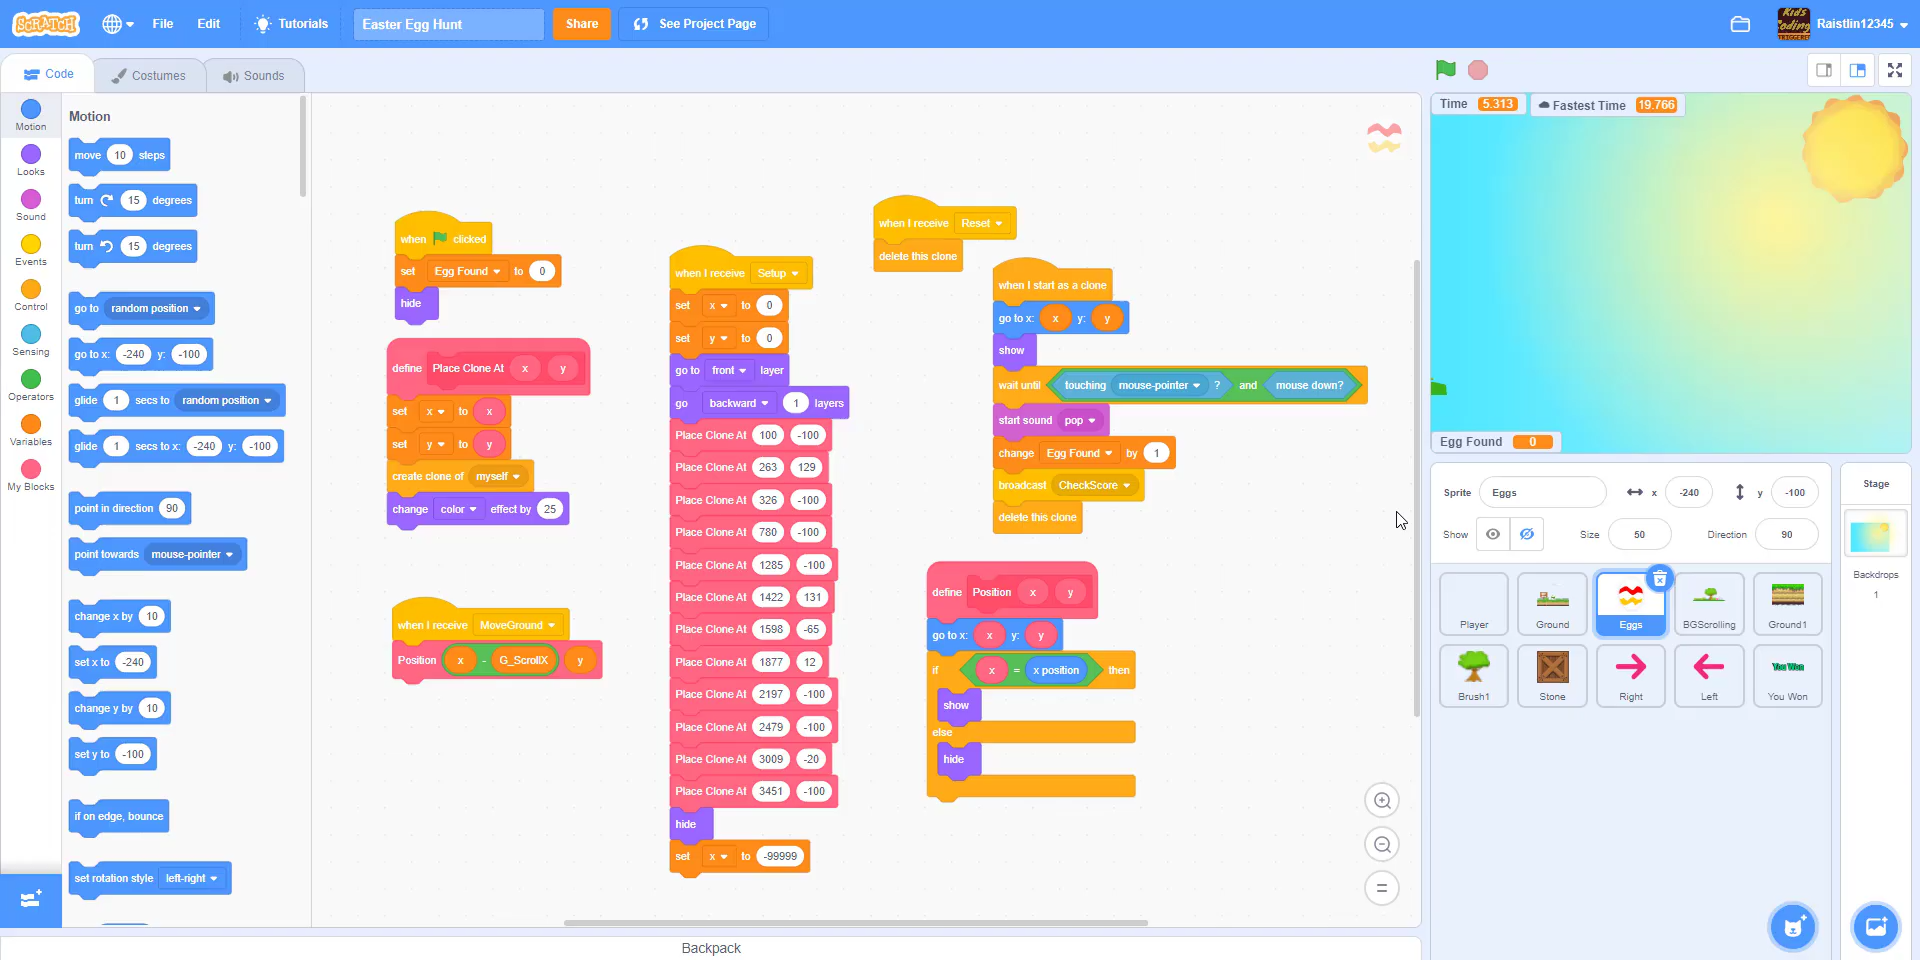 SCRATCH
File
Edit
Tutorials
Easter Egg Hunt
Share
See Project Page
Kids
Coding
Raistlin12345
Code
Costumes
Sounds
Motion
Looks
Sound
Events
Control
Sensing
Operators
Variables
My Blocks
Motion
move 10 steps
turn 15 degrees
turn 15 degrees
go to random position
go to x: -240 y: -100
glide 1 secs to random position
glide 1 secs to x: -240 y: -100
point in direction 90
point towards mouse-pointer
change x by 10
set x to -240
change y by 10
set y to -100
if on edge, bounce
set rotation style left-right
when clicked
set Egg Found to 0
hide
define Place Clone At x y
set x to x
set y to y
create clone of myself
change color effect by 25
when I receive MoveGround
Position x - G_ScrollX y
when I receive Setup
set x to 0
set y to 0
go to front layer
go backward 1 layers
Place Clone At 100 -100
Place Clone At 263 129
Place Clone At 326 -100
Place Clone At 780 -100
Place Clone At 1285 -100
Place Clone At 1422 131
Place Clone At 1598 -65
Place Clone At 1877 12
Place Clone At 2197 -100
Place Clone At 2479 -100
Place Clone At 3009 -20
Place Clone At 3451 -100
hide
set x to -99999
when I receive Reset
delete this clone
when I start as a clone
go to x: x y: y
show
wait until touching mouse-pointer ? and mouse down?
start sound pop
change Egg Found by 1
broadcast CheckScore
delete this clone
define Position x y
go to x: x y: y
if x = x position then
show
else
hide
Backpack
Time 5.313
Fastest Time 19.766
Egg Found 0
Sprite Eggs x -240 y -100
Show Size 50 Direction 90
Player
Ground
Eggs
BGScrolling
Ground1
Brush1
Stone
Right
Left
You Won
You Won
Stage
Backdrops
1